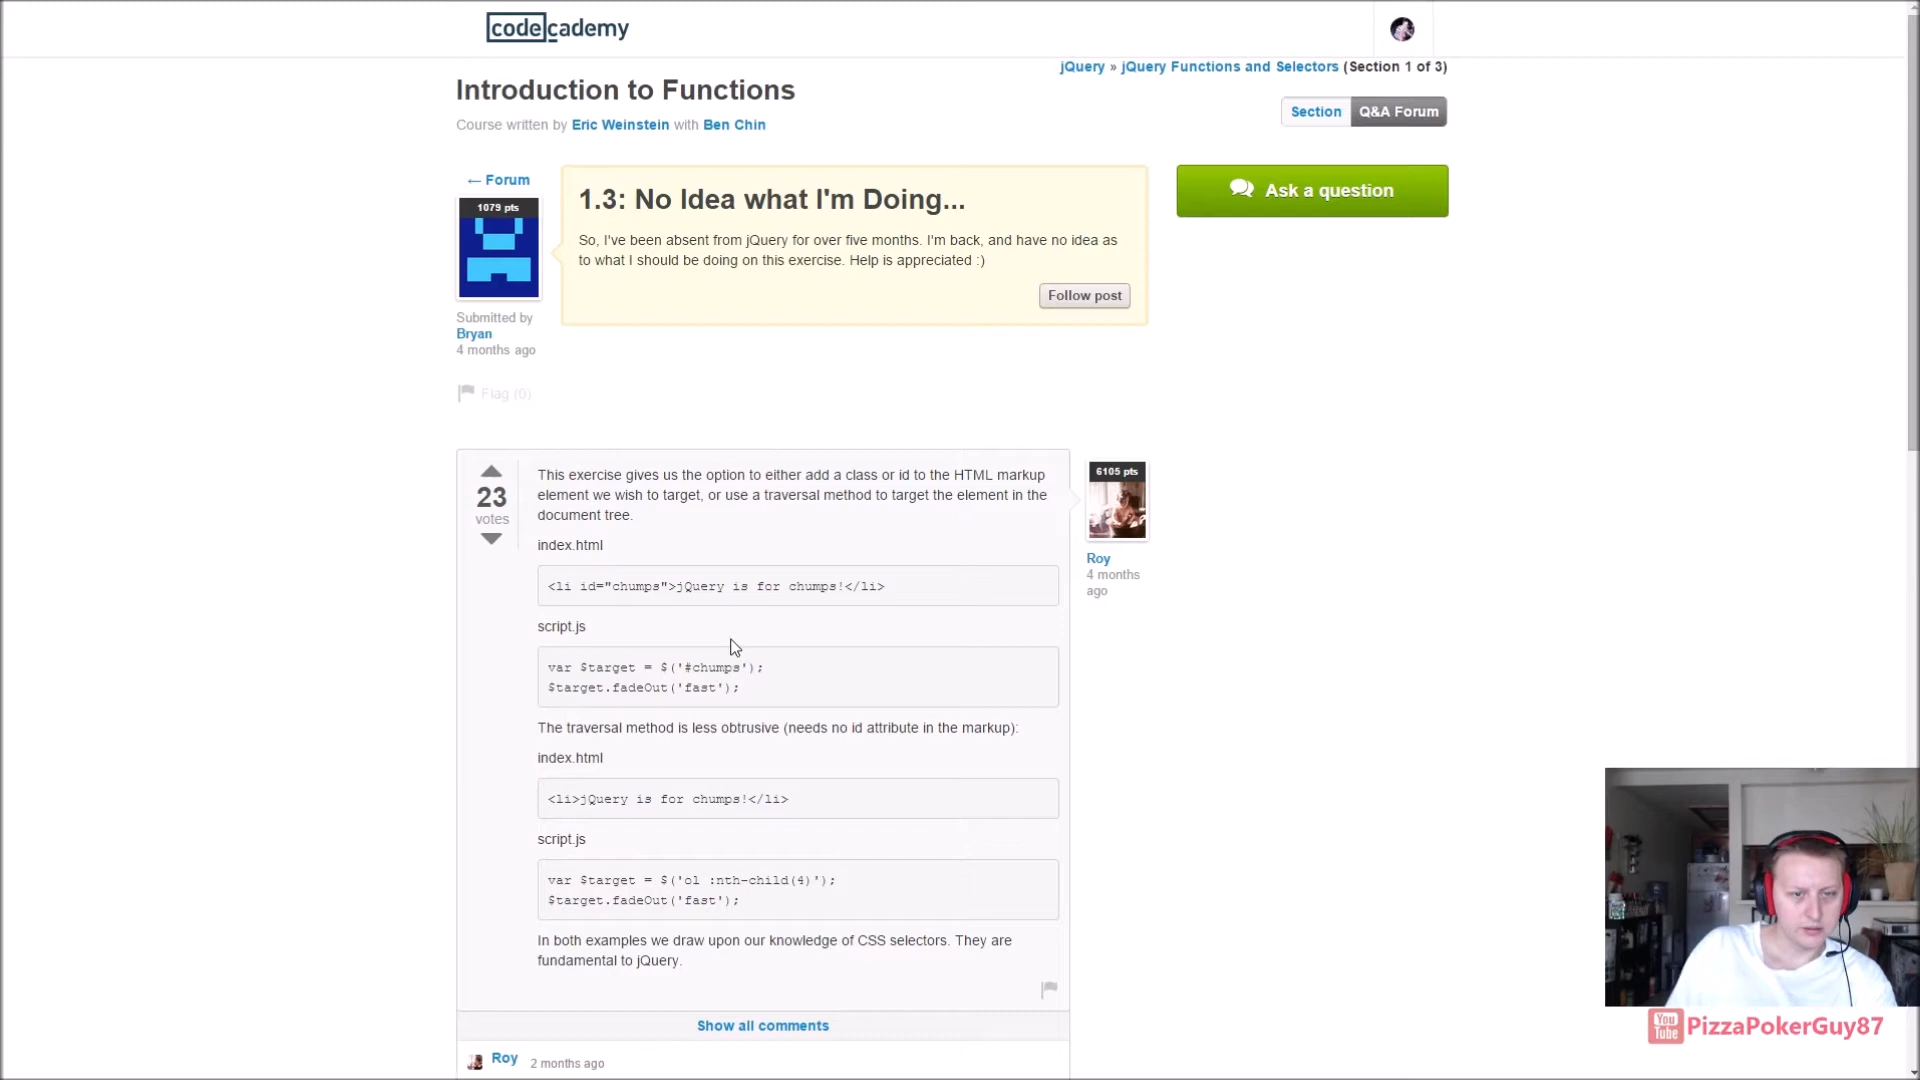 codecademy
jQuery » jQuery Functions and Selectors (Section 1 of 3)
Introduction to Functions
Course written by Eric Weinstein with Ben Chin
Section
Q&A Forum
← Forum
1079 pts
1.3: No Idea what I'm Doing...
So, I've been absent from jQuery for over five months. I'm back, and have no idea as
to what I should be doing on this exercise. Help is appreciated :)
Follow post
Ask a question
Submitted by
Bryan
4 months ago
Flag (0)
23
votes
This exercise gives us the option to either add a class or id to the HTML markup
element we wish to target, or use a traversal method to target the element in the
document tree.
index.html
<li id="chumps">jQuery is for chumps!</li>
script.js
var $target = $('#chumps');
$target.fadeOut('fast');
The traversal method is less obtrusive (needs no id attribute in the markup):
index.html
<li>jQuery is for chumps!</li>
script.js
var $target = $('ol :nth-child(4)');
$target.fadeOut('fast');
In both examples we draw upon our knowledge of CSS selectors. They are
fundamental to jQuery.
6105 pts
Roy
4 months
ago
Show all comments
Roy 2 months ago
You Tube PizzaPokerGuy87